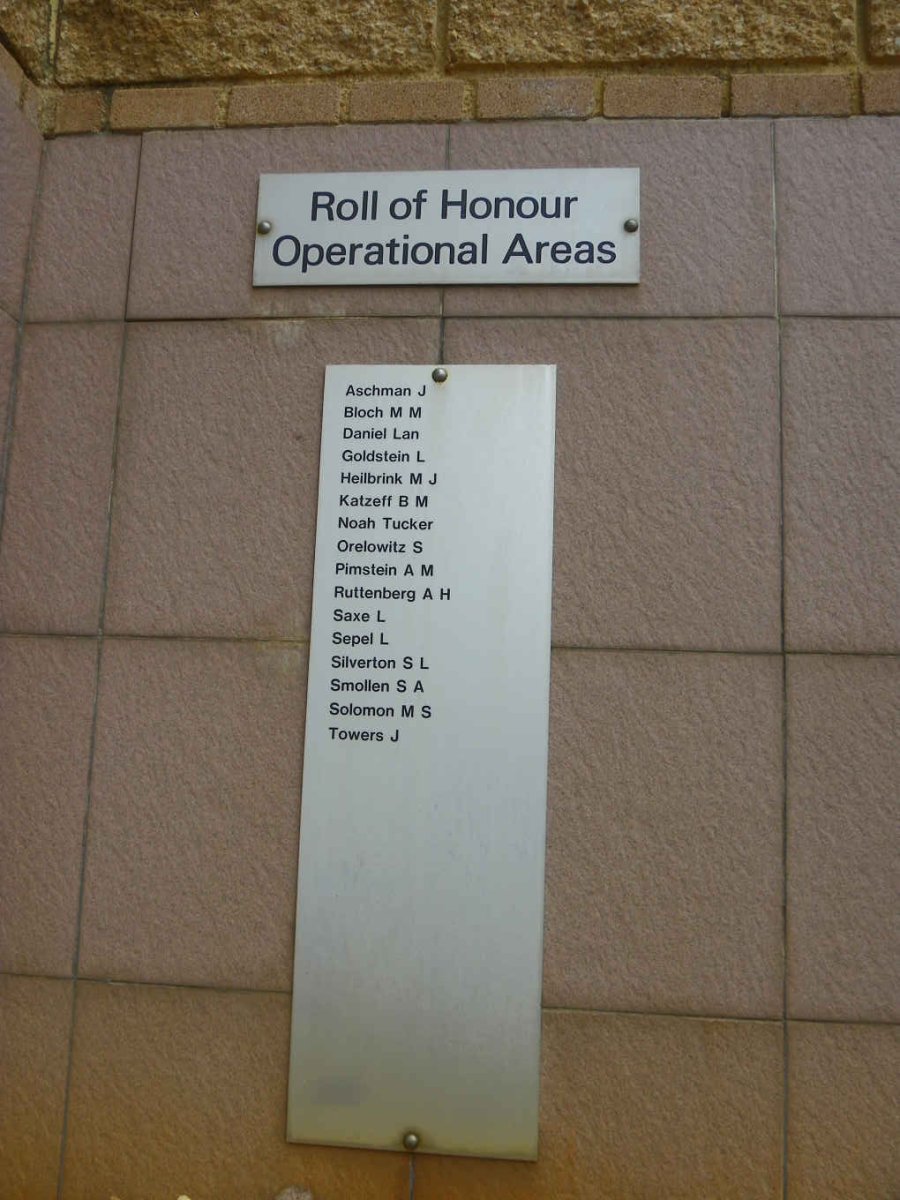 Roll of Honour
Operational Areas
Aschman J
Bloch M M
Daniel Lan
Goldstein L
Heilbrink M J
Katzeff B M
Noah Tucker
Orelowitz S
Pimstein A M
Ruttenberg A H
Saxe L
Sepel L
Silverton S L
Smollen S A
Solomon M S
Towers J